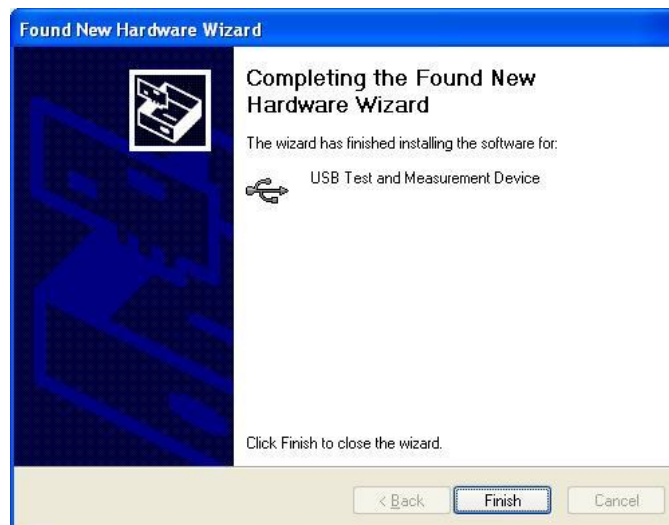 Found New Hardware Wizard
Completing the Found New
Hardware Wizard
The wizard has finished installing the software for:
USB Test and Measurement Device
Click Finish to close the wizard.
< Back
Finish
Cancel